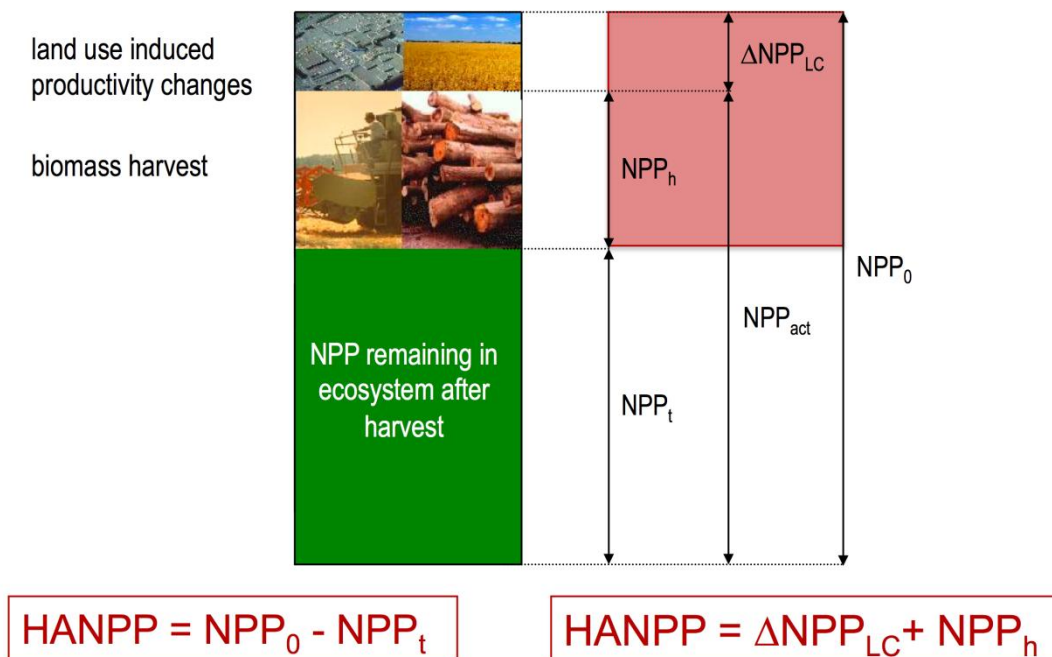 land use induced
productivity changes
biomass harvest
NPP remaining in
ecosystem after
harvest
ΔNPP_LC
NPP_h
NPP_0
NPP_act
NPP_t
HANPP = NPP_0 - NPP_t
HANPP = ΔNPP_LC+ NPP_h